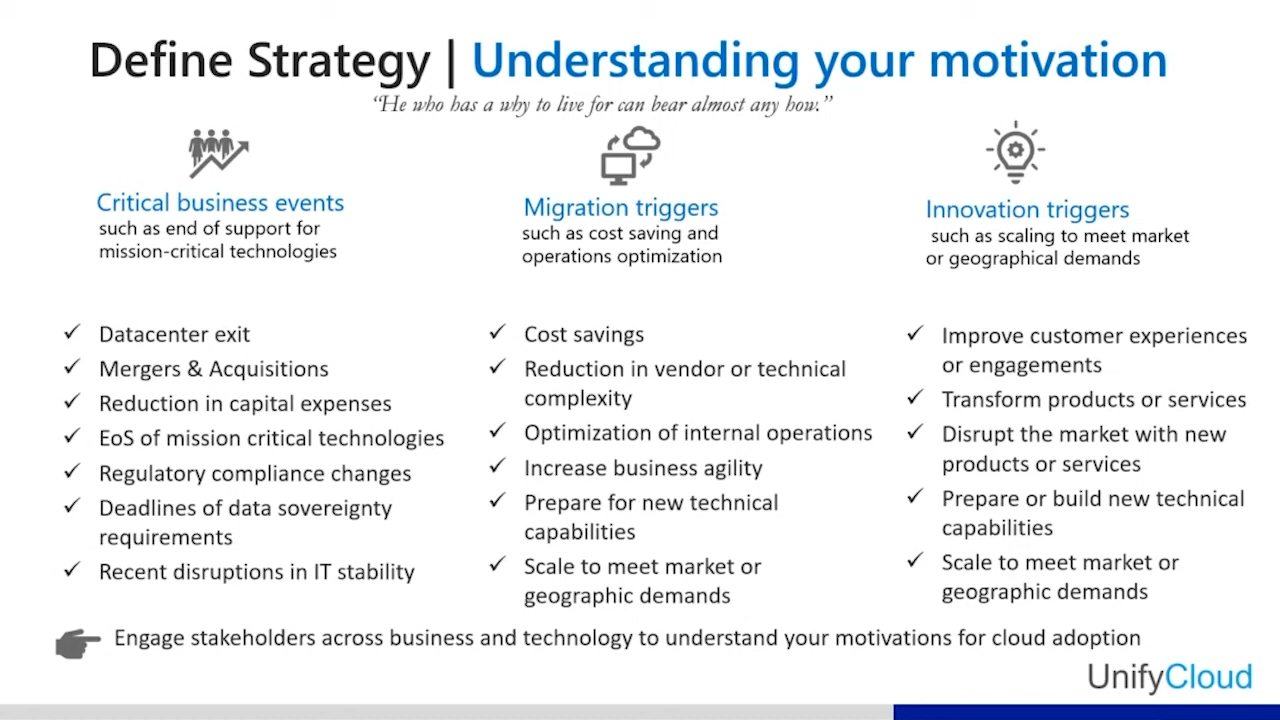 Define Strategy | Understanding your motivation
“He who has a why to live for can bear almost any how.”
Critical business events
such as end of support for
mission-critical technologies
Datacenter exit
Mergers & Acquisitions
Reduction in capital expenses
EoS of mission critical technologies
Regulatory compliance changes
Deadlines of data sovereignty
requirements
Recent disruptions in IT stability
Migration triggers
such as cost saving and
operations optimization
Cost savings
Reduction in vendor or technical
complexity
Optimization of internal operations
Increase business agility
Prepare for new technical
capabilities
Scale to meet market or
geographic demands
Innovation triggers
such as scaling to meet market
or geographical demands
Improve customer experiences
or engagements
Transform products or services
Disrupt the market with new
products or services
Prepare or build new technical
capabilities
Scale to meet market or
geographic demands
Engage stakeholders across business and technology to understand your motivations for cloud adoption
UnifyCloud